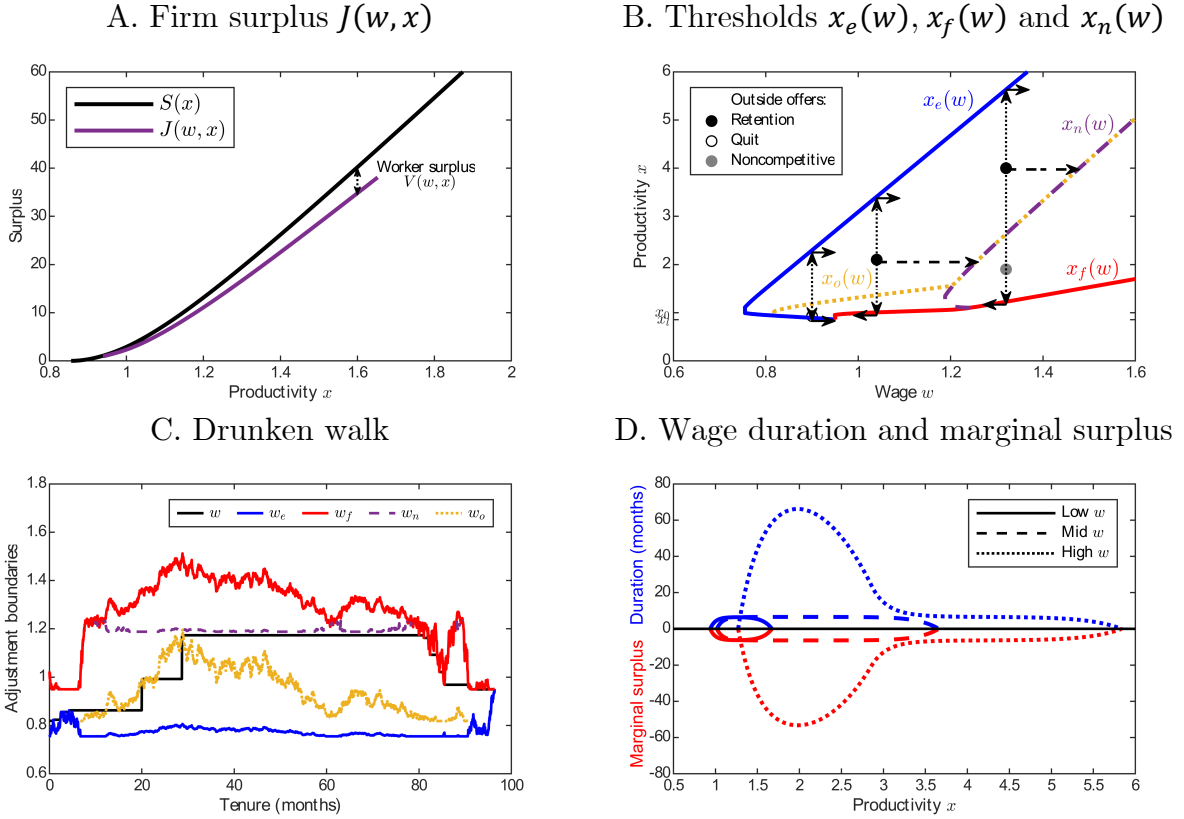 A. Firm surplus J(w, x)
60
50
40
30
20
10
0
Surplus
S(x)
J(w, x)
Worker surplus
V(w, x)
1
1.2
1.4
1.6
1.8
2
Productivity x
B. Thresholds x_e(w), x_f(w) and x_n(w)
6
5
4
3
2
1
0
Productivity x
Outside offers:
Retention
Quit
Noncompetitive
x_e(w)
x_n(w)
x_o(w)
x_f(w)
x_l
0.6
0.8
1
1.2
1.4
1.6
Wage w
C. Drunken walk
1.8
1.6
1.4
1.2
1
0.8
0.6
Adjustment boundaries
w w_e w_f w_n w_o
0
20
40
60
80
100
Tenure (months)
D. Wage duration and marginal surplus
80
60
40
20
0
-20
-40
-60
-80
Duration (months)
Marginal surplus
Low w
Mid w
High w
0.5
1
1.5
2
2.5
3
3.5
4
4.5
5
5.5
6
Productivity x